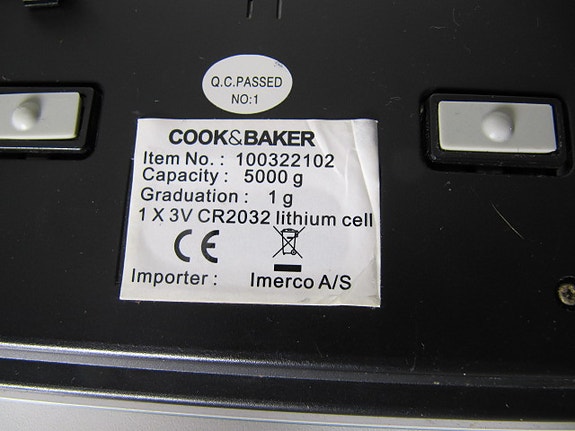 Q.C.PASSED
NO:1
COOK&BAKER
Item No. : 100322102
Capacity : 5000 g
Graduation : 1 g
1 X 3V CR2032 lithium cell
CE
Importer : Imerco A/S